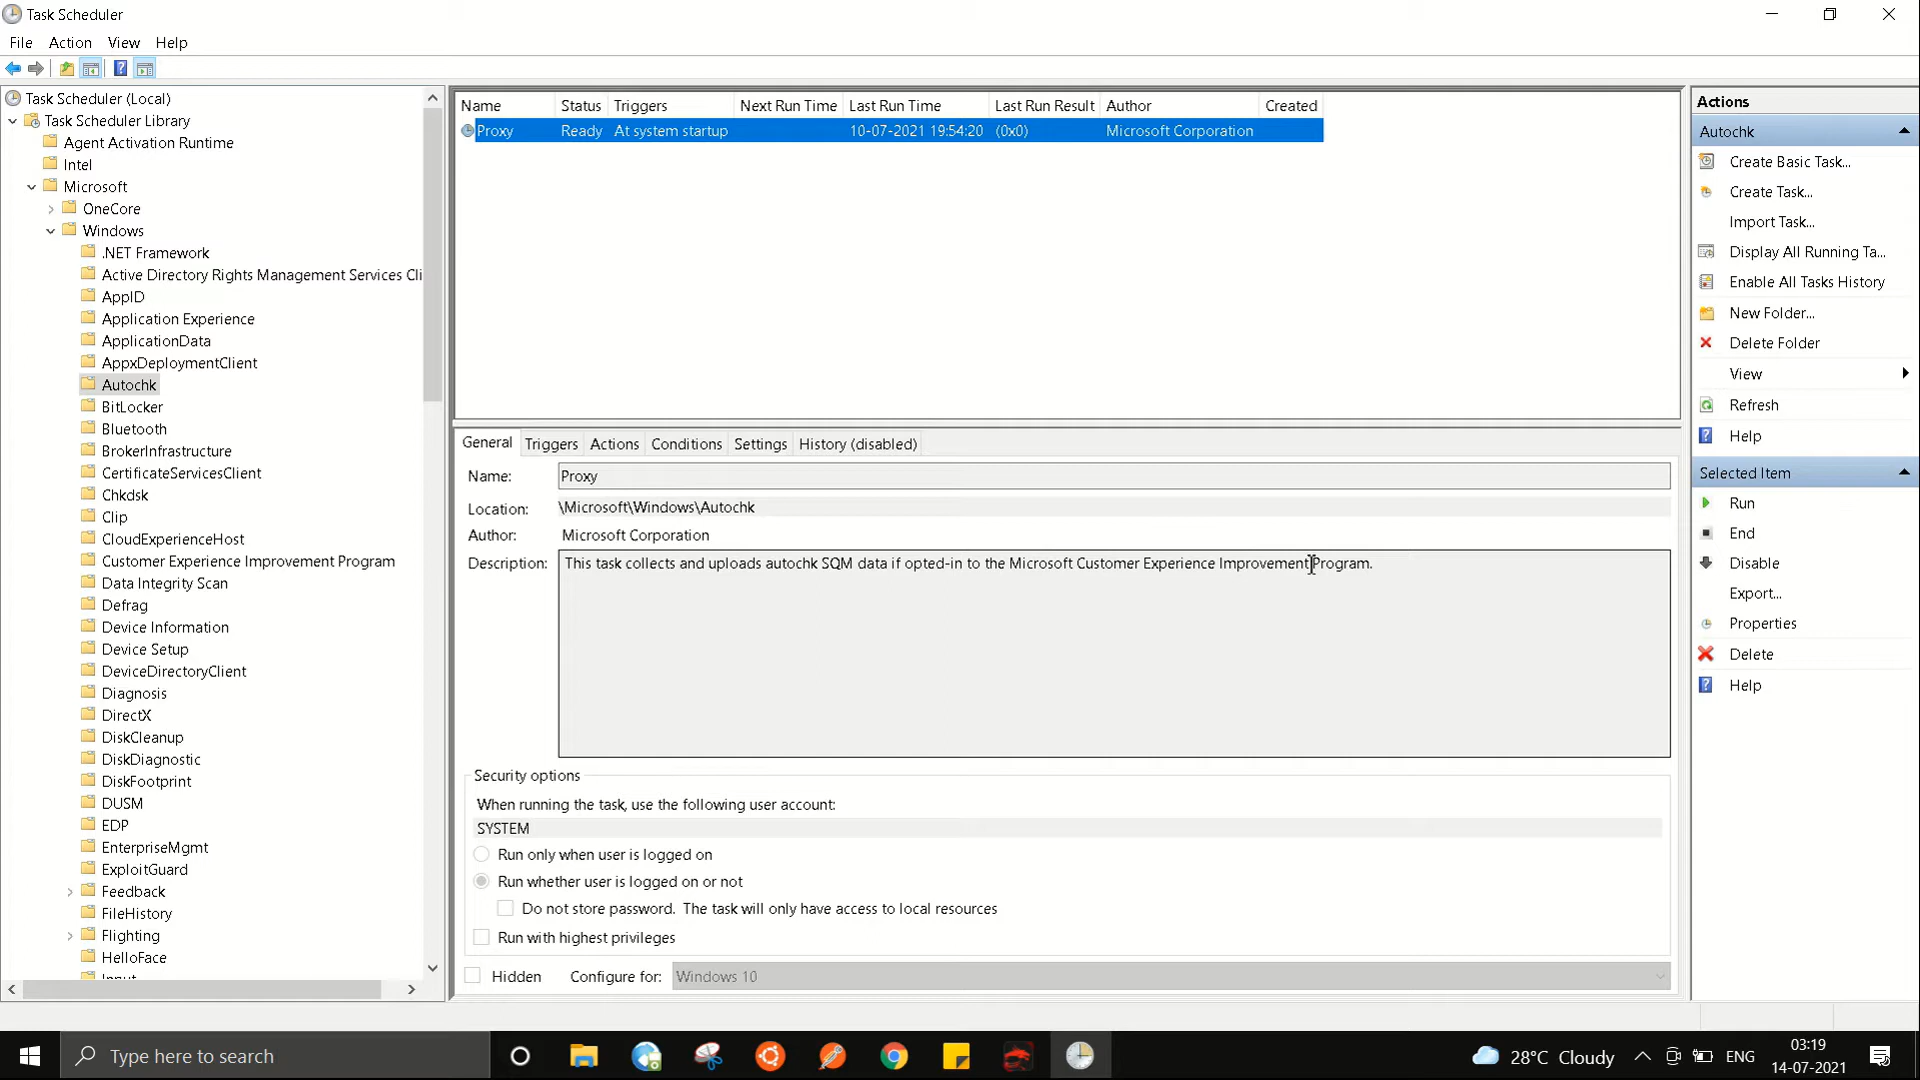 Task Scheduler
File Action View Help
Task Scheduler (Local)
Task Scheduler Library
Agent Activation Runtime
Intel
Microsoft
OneCore
Windows
.NET Framework
Active Directory Rights Management Services Cli
AppID
Application Experience
ApplicationData
AppxDeploymentClient
Autochk
BitLocker
Bluetooth
BrokerInfrastructure
CertificateServicesClient
Chkdsk
Clip
CloudExperienceHost
Customer Experience Improvement Program
Data Integrity Scan
Defrag
Device Information
Device Setup
DeviceDirectoryClient
Diagnosis
DirectX
DiskCleanup
DiskDiagnostic
DiskFootprint
DUSM
EDP
EnterpriseMgmt
ExploitGuard
Feedback
FileHistory
Flighting
HelloFace
Name Status Triggers Next Run Time Last Run Time Last Run Result Author Created
Proxy Ready At system startup 10-07-2021 19:54:20 (0x0) Microsoft Corporation
General Triggers Actions Conditions Settings History (disabled)
Name: Proxy
Location: \Microsoft\Windows\Autochk
Author: Microsoft Corporation
Description: This task collects and uploads autochk SQM data if opted-in to the Microsoft Customer Experience Improvement Program.
Security options
When running the task, use the following user account:
SYSTEM
Run only when user is logged on
Run whether user is logged on or not
Do not store password. The task will only have access to local resources
Run with highest privileges
Hidden Configure for: Windows 10
Actions
Autochk
Create Basic Task...
Create Task...
Import Task...
Display All Running Ta...
Enable All Tasks History
New Folder...
Delete Folder
View
Refresh
Help
Selected Item
Run
End
Disable
Export...
Properties
Delete
Help
Type here to search
28°C Cloudy
ENG
03:19
14-07-2021